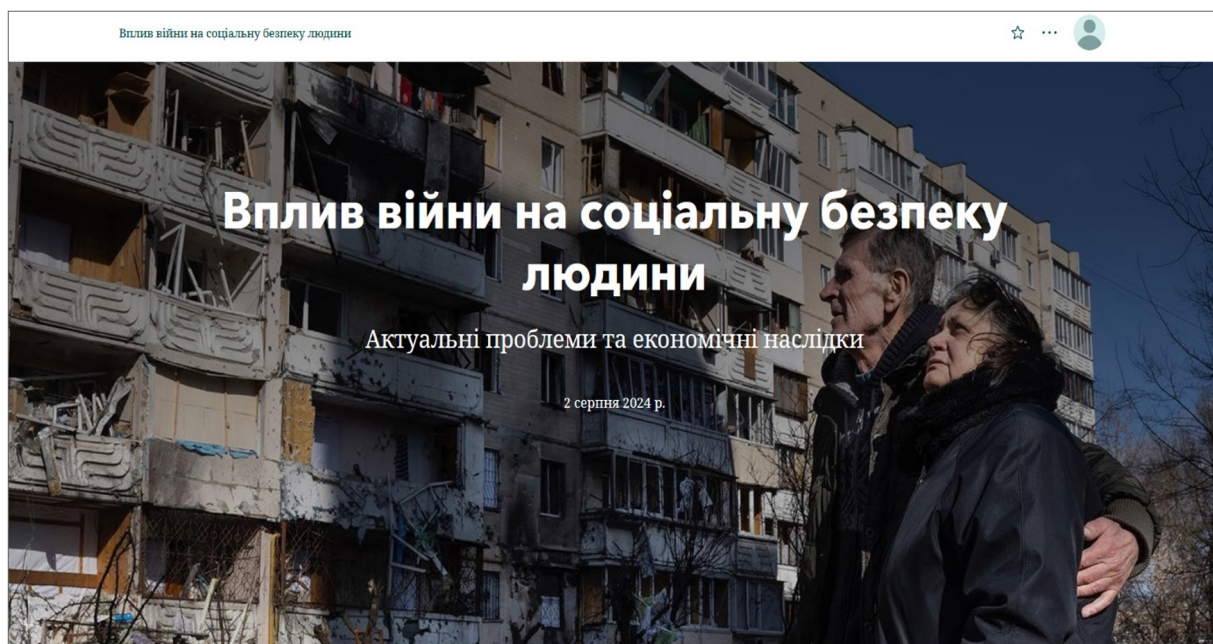 Вплив війни на соціальну безпеку людини
Вплив війни на соціальну безпеку
людини
Актуальні проблеми та економічні наслідки
2 серпня 2024 р.